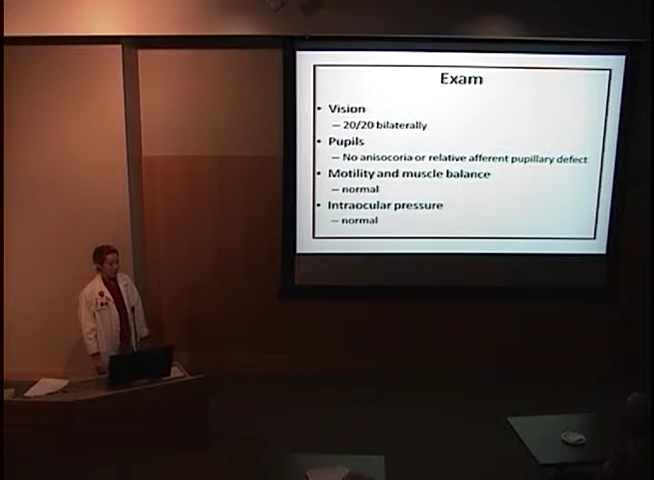 Exam
• Vision
– 20/20 bilaterally
• Pupils
– No anisocoria or relative afferent pupillary defect
• Motility and muscle balance
– normal
• Intraocular pressure
– normal